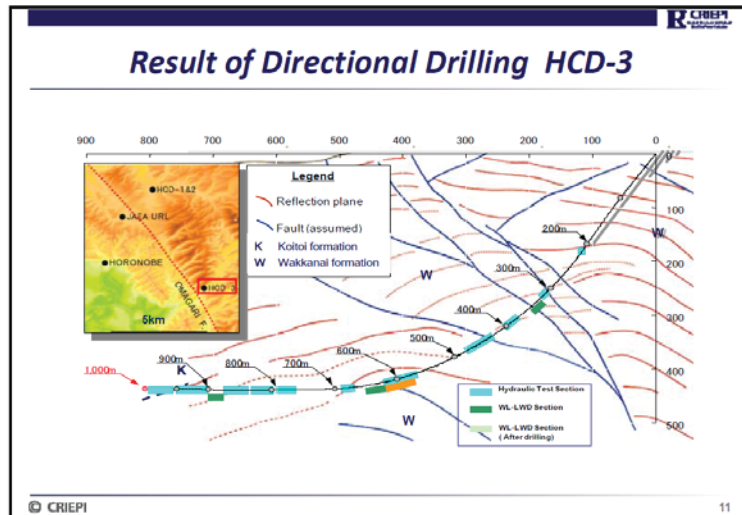 CRIEPI
Result of Directional Drilling HCD-3
900 800 700 600 500 400 300 200 100 0
0
100
200
300
400
500
Legend
Reflection plane
Fault (assumed)
K Koitoi formation
W Wakkanai formation
HCD-1&2
JAEA URL
HORONOBE
HCD-3
OMAGARI F.
5km
W
W
W
K
200m
300m
400m
500m
600m
700m
800m
900m
1,000m
Hydraulic Test Section
WL-LWD Section
WL-LWD Section
(After drilling)
© CRIEPI
11